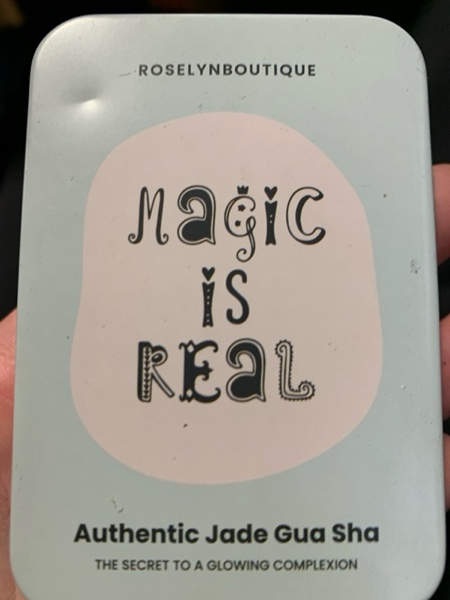 ROSELYNBOUTIQUE
MagiC
iS
REaL
Authentic Jade Gua Sha
THE SECRET TO A GLOWING COMPLEXION